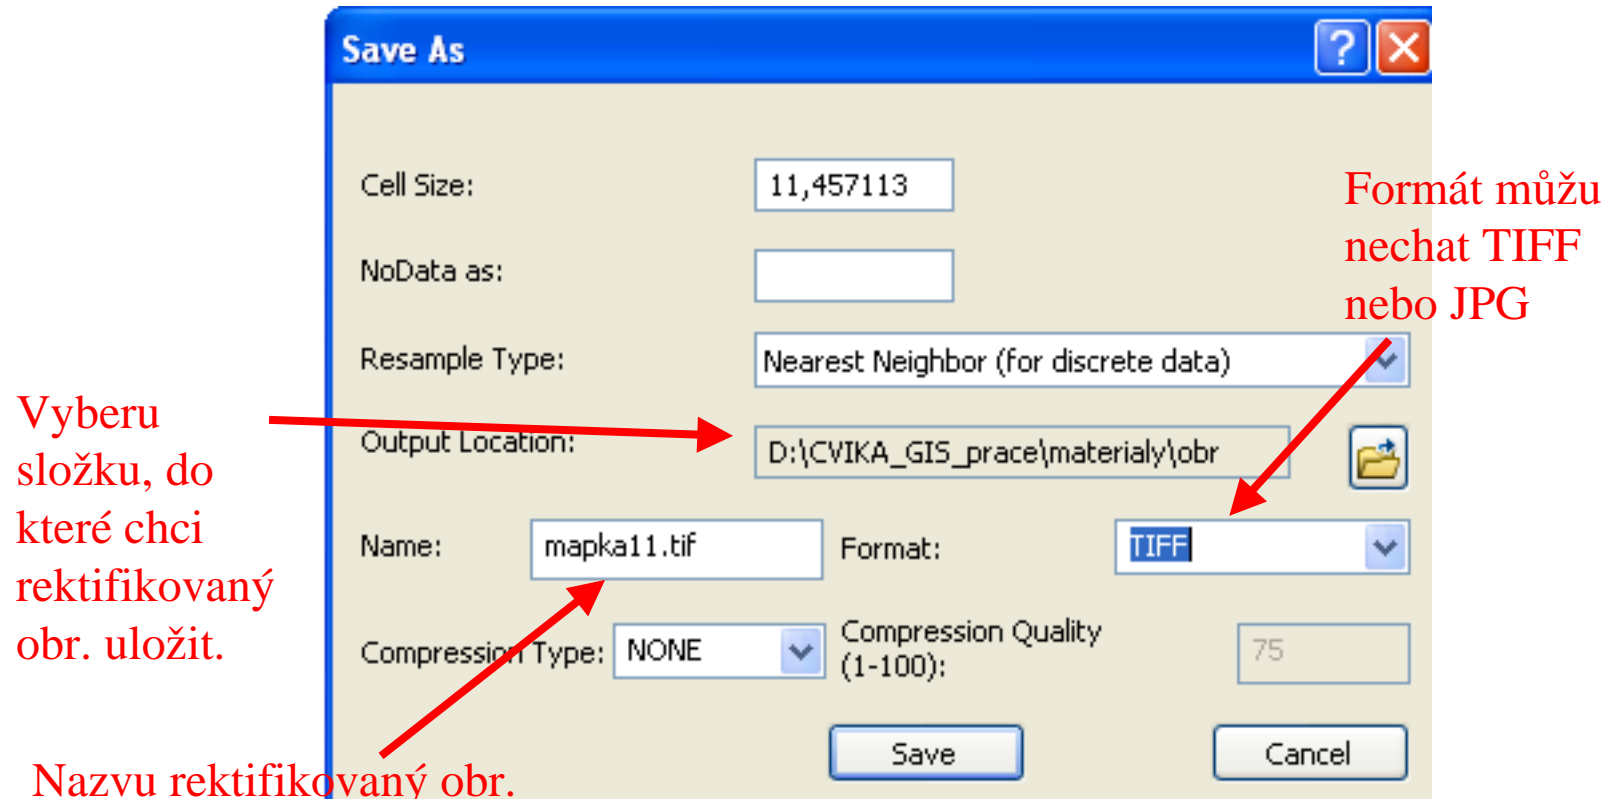 Save As
Cell Size:
11,457113
NoData as:
Resample Type:
Nearest Neighbor (for discrete data)
Output Location:
D:\CVIKA_GIS_prace\materialy\obr
Name:
mapka11.tif
Format:
TIFF
Compression Type:
NONE
Compression Quality
(1-100):
75
Save
Cancel
Formát můžu
nechat TIFF
nebo JPG
Vyberu
složku, do
které chci
rektifikovaný
obr. uložit.
Nazvu rektifikovaný obr.